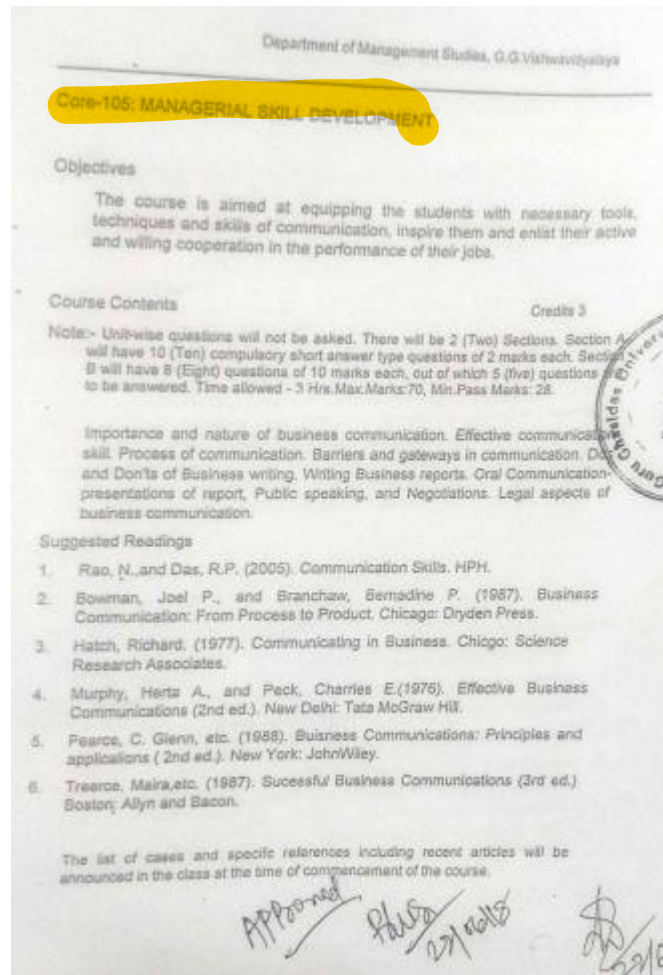 Department of Management Studies, G.G.Vishwavidyalaya
Core-105: MANAGERIAL SKILL DEVELOPMENT
Objectives
The course is aimed at equipping the students with necessary tools,
techniques and skills of communication, inspire them and enlist their active
and willing cooperation in the performance of their jobs.
Course Contents
Credits 3
Note:- Unit-wise questions will not be asked. There will be 2 (Two) Sections. Section A
will have 10 (Ten) compulsory short answer type questions of 2 marks each. Section
B will have 8 (Eight) questions of 10 marks each, out of which 5 (five) questions
to be answered. Time allowed - 3 Hrs.Max.Marks:70, Min.Pass Marks: 28.
Importance and nature of business communication. Effective communication
skill. Process of communication. Barriers and gateways in communication.
and Don'ts of Business writing. Writing Business reports. Oral Communication-
presentations of report, Public speaking, and Negotiations. Legal aspects of
business communication.
Suggested Readings
1. Rao, N.,and Das, R.P. (2005). Communication Skills. HPH.
2. Bowman, Joel P., and Branchaw, Bernadine P. (1987). Business
Communication: From Process to Product. Chicago: Dryden Press.
3. Hatch, Richard. (1977). Communicating in Business. Chicgo: Science
Research Associates.
4. Murphy, Herta A., and Peck, Charries E.(1976). Effective Business
Communications (2nd ed.). New Delhi: Tata McGraw Hill.
5. Pearce, C. Glenn, etc. (1988). Buisness Communications: Principles and
applications ( 2nd ed.). New York: JohnWiley.
6. Treerce, Maira,etc. (1987). Sucessful Business Communications (3rd ed.)
Boston; Allyn and Bacon.
The list of cases and specific references including recent articles will be
announced in the class at the time of commencement of the course.
Approned